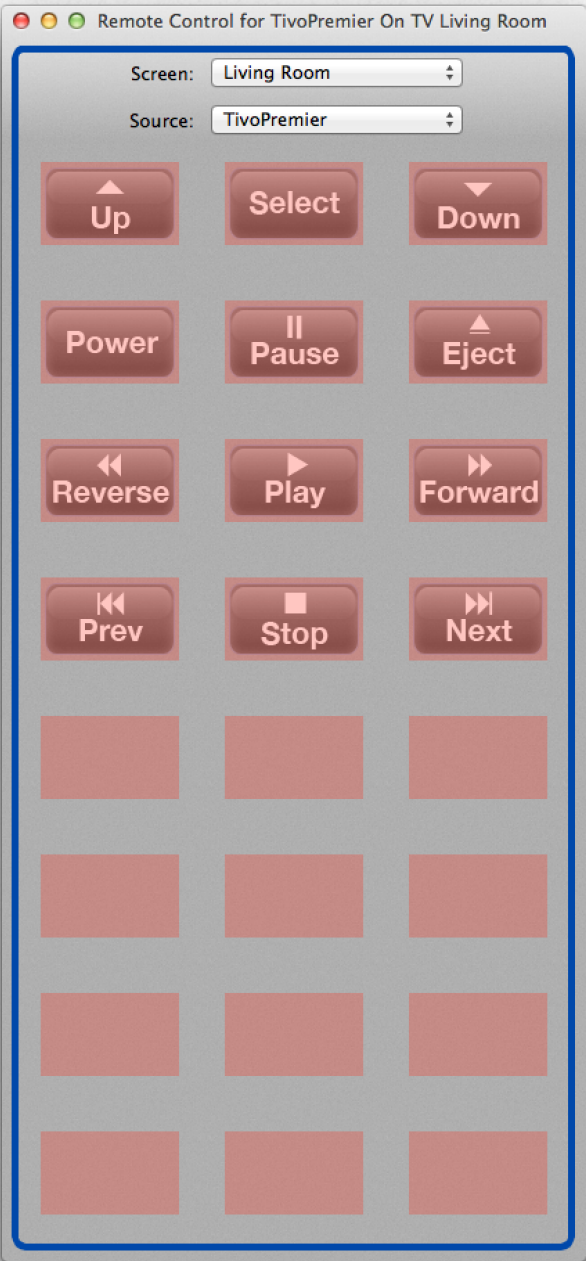 Remote Control for TivoPremier On TV Living Room
Screen: Living Room
Source: TivoPremier
Up Select Down
Power Pause Eject
Reverse Play Forward
Prev Stop Next